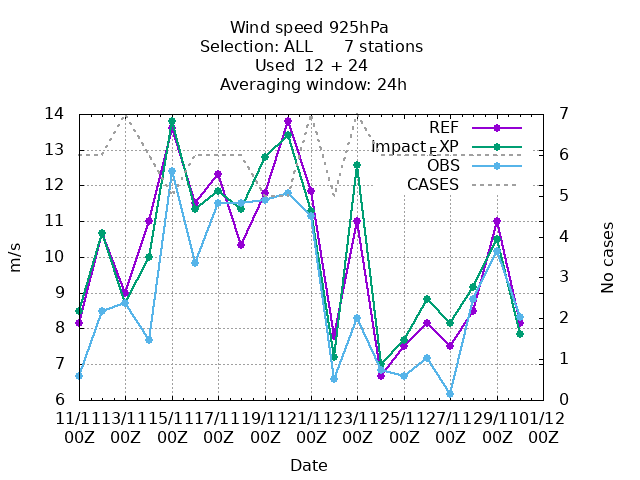 Wind speed 925hPa
Selection: ALL 7 stations
Used 12 + 24
Averaging window: 24h
14 7
REF
13
impact EXP
6
OBS
12
CASES
5
11
4
10
3
9
2
8
7 1
6 0
m/s
No cases
11/11 13/11 15/11 17/11 19/11 21/11 23/11 25/11 27/11 29/11 01/12
00Z 00Z 00Z 00Z 00Z 00Z 00Z 00Z 00Z 00Z 00Z
Date